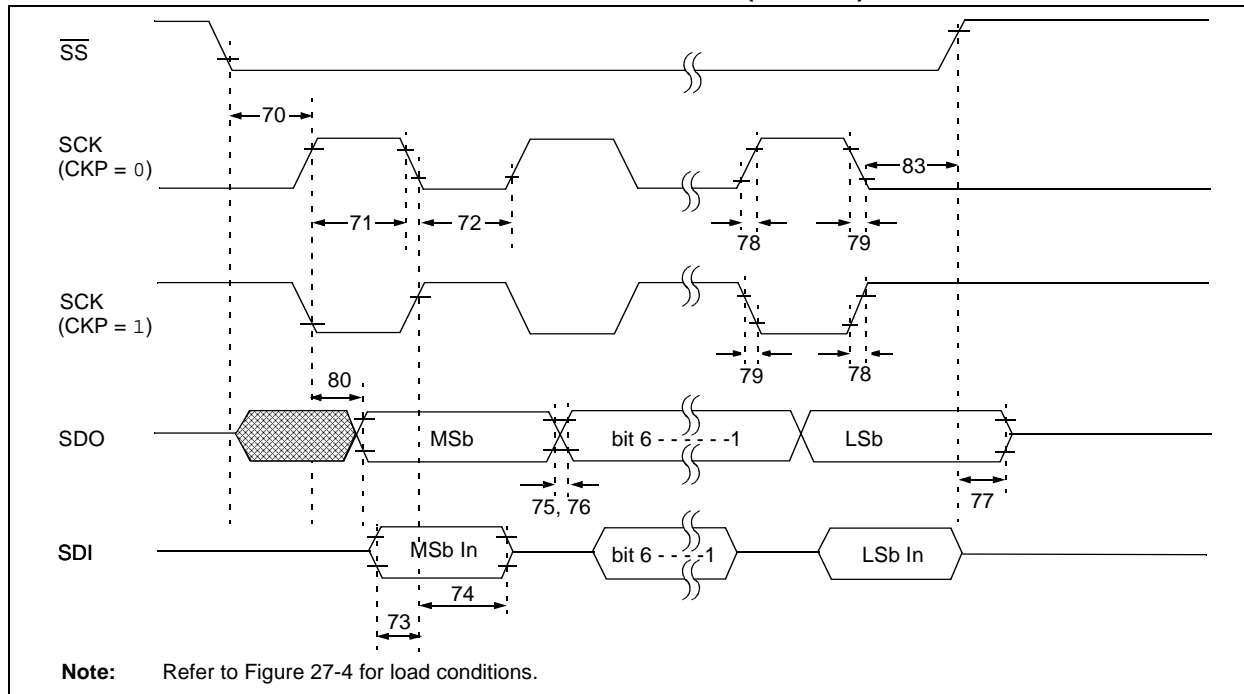 SS
70
SCK
(CKP = 0)
83
71
72
78
79
SCK
(CKP = 1)
79
78
80
SDO
MSb
bit 6 - - - - - -1
LSb
75, 76
77
SDI
MSb In
bit 6 - - - -1
LSb In
74
73
Note: Refer to Figure 27-4 for load conditions.